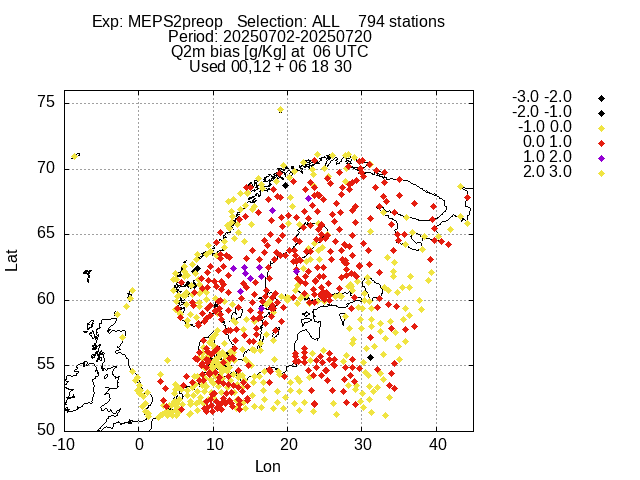 Exp: MEPS2preop   Selection: ALL    794 stations
Period: 20250702-20250720
Q2m bias [g/Kg] at  06 UTC
Used 00,12 + 06 18 30
-3.0 -2.0
-2.0 -1.0
-1.0 0.0
0.0 1.0
1.0 2.0
2.0 3.0
75
70
65
60
55
50
Lat
-10 0 10 20 30 40
Lon